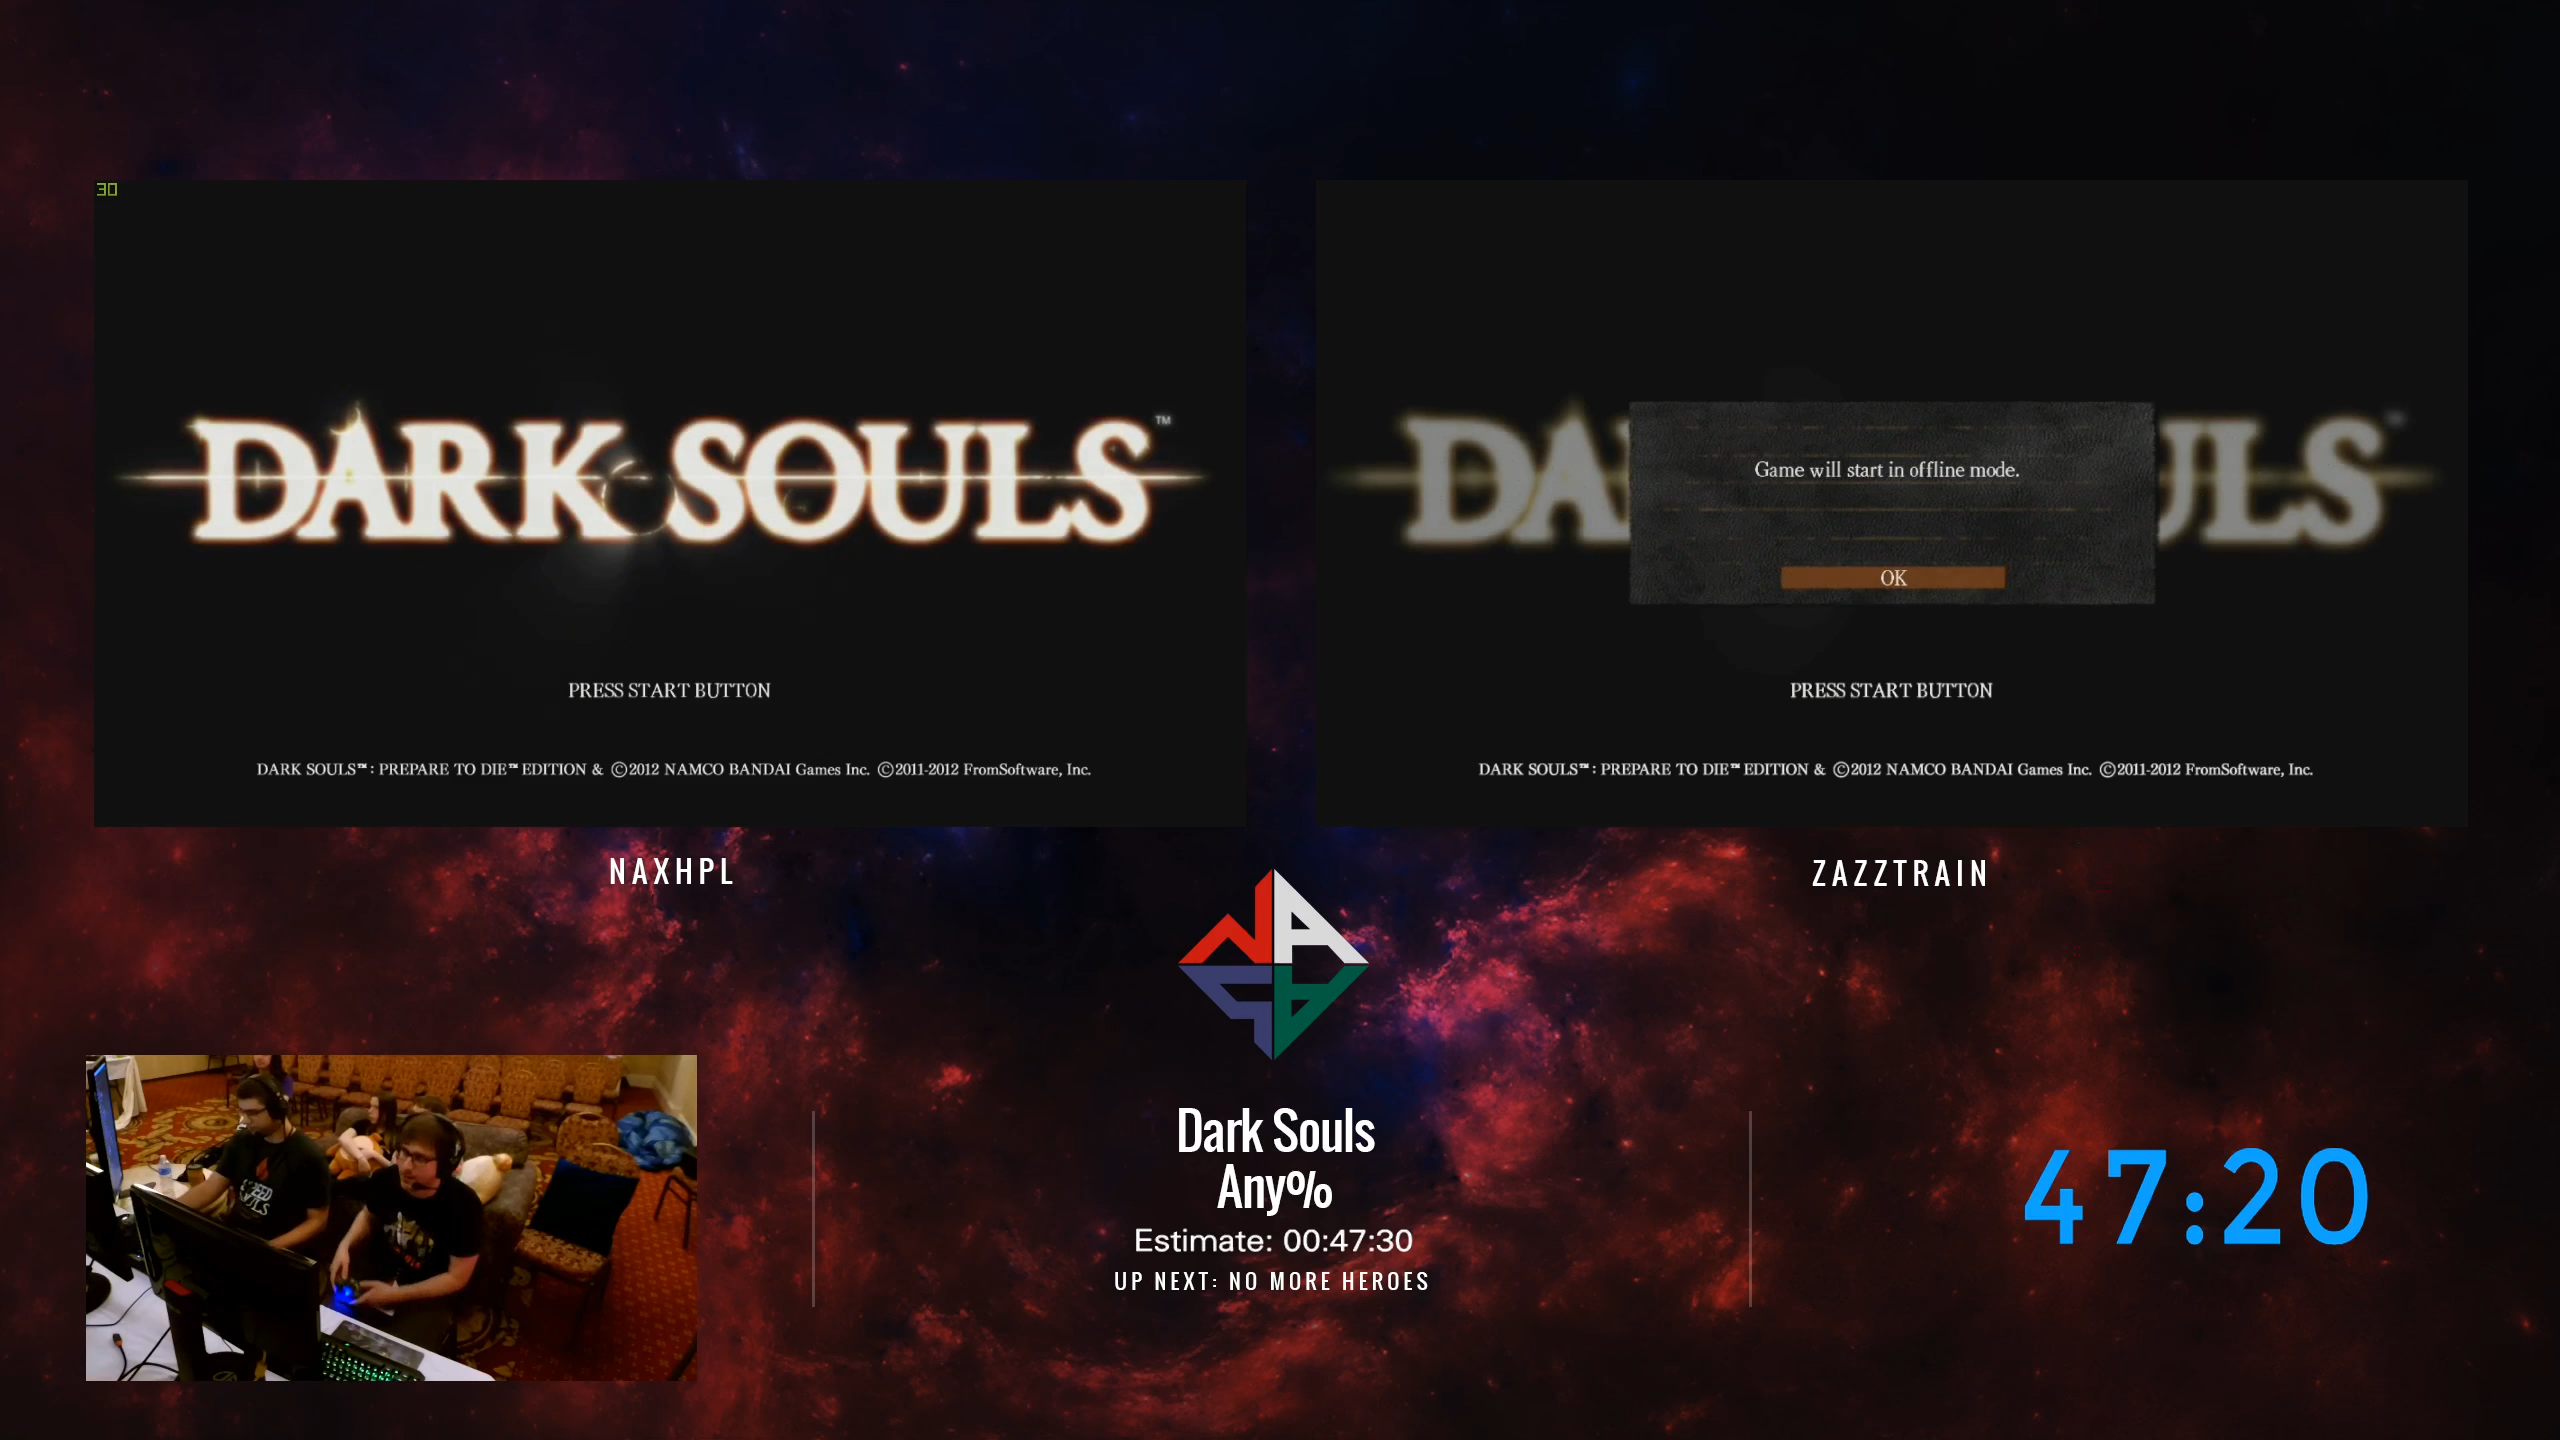 30
DARK SOULS™
PRESS START BUTTON
DARK SOULS™: PREPARE TO DIE™ EDITION & ©2012 NAMCO BANDAI Games Inc. ©2011-2012 FromSoftware, Inc.
Game will start in offline mode.
OK
PRESS START BUTTON
DARK SOULS™: PREPARE TO DIE™ EDITION & ©2012 NAMCO BANDAI Games Inc. ©2011-2012 FromSoftware, Inc.
NAXHPL
ZAZZTRAIN
Dark Souls
Any%
Estimate: 00:47:30
UP NEXT: NO MORE HEROES
47:20